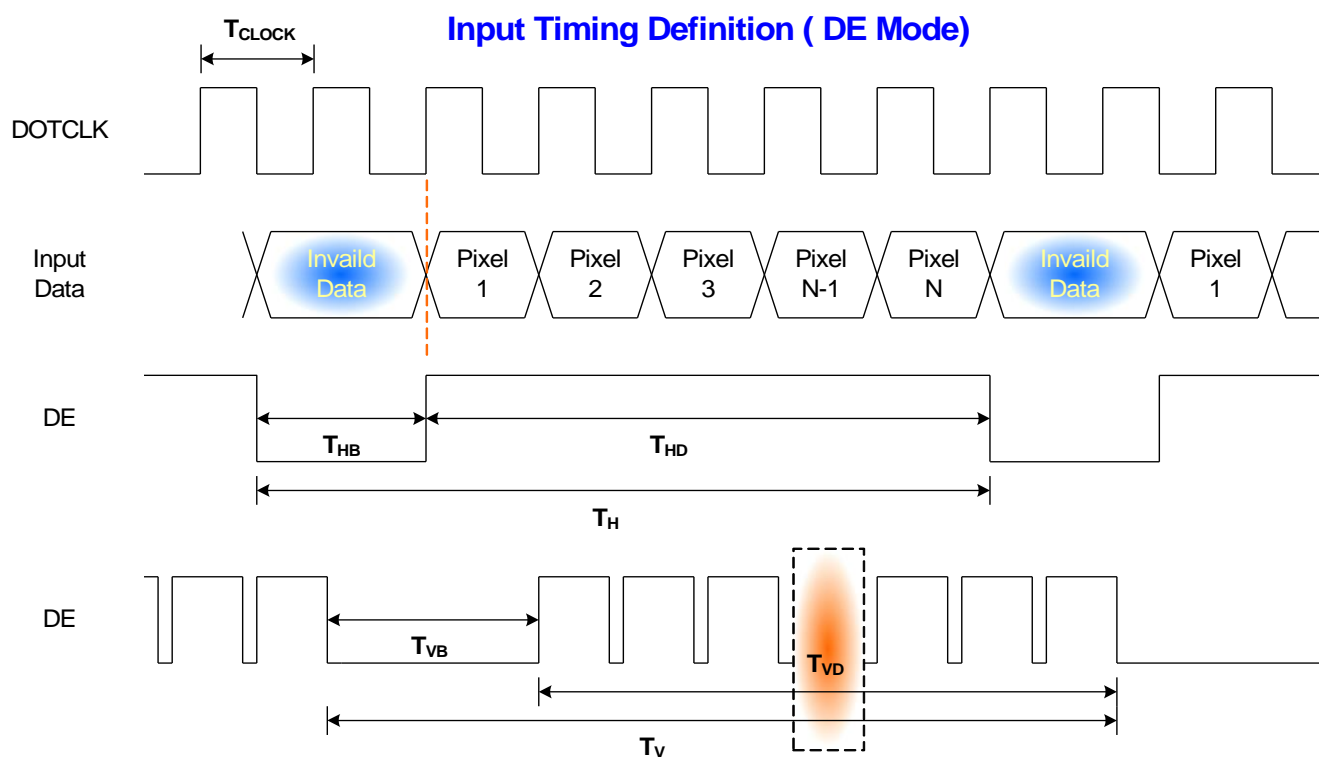 Input Timing Definition ( DE Mode)
TCLOCK
DOTCLK
Input
Data
Invaild
Data
Pixel
1
Pixel
2
Pixel
3
Pixel
N-1
Pixel
N
Invaild
Data
Pixel
1
DE
THB
THD
TH
DE
TVB
TVD
TV